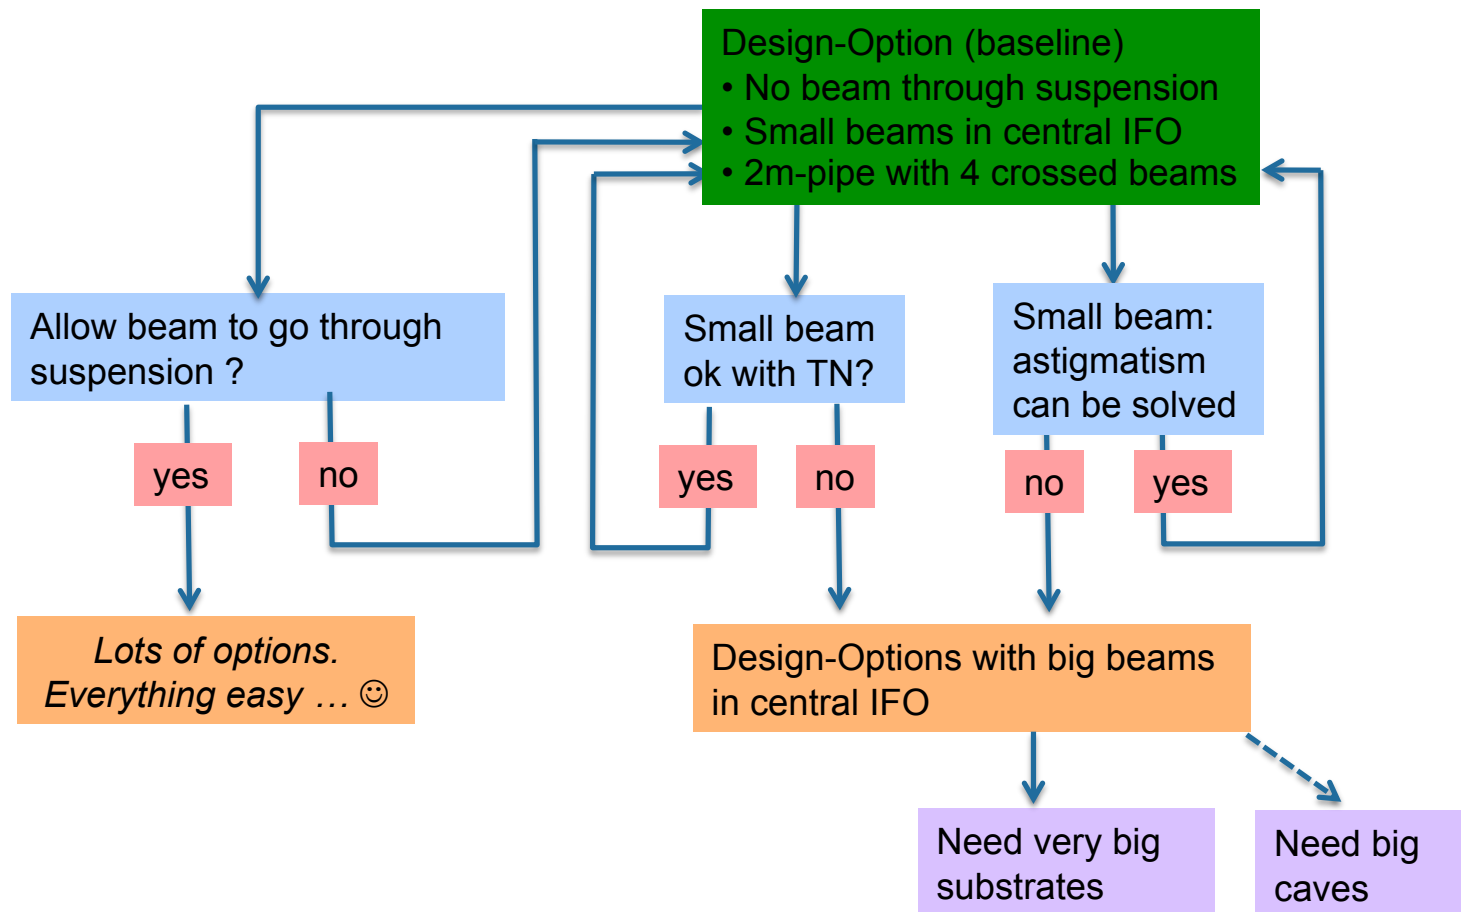 Design-Option (baseline)
• No beam through suspension
• Small beams in central IFO
• 2m-pipe with 4 crossed beams
Allow beam to go through
suspension ?
Small beam
ok with TN?
Small beam:
astigmatism
can be solved
yes
no
yes
no
no
yes
Lots of options.
Everything easy … ☺
Design-Options with big beams
in central IFO
Need very big
substrates
Need big
caves